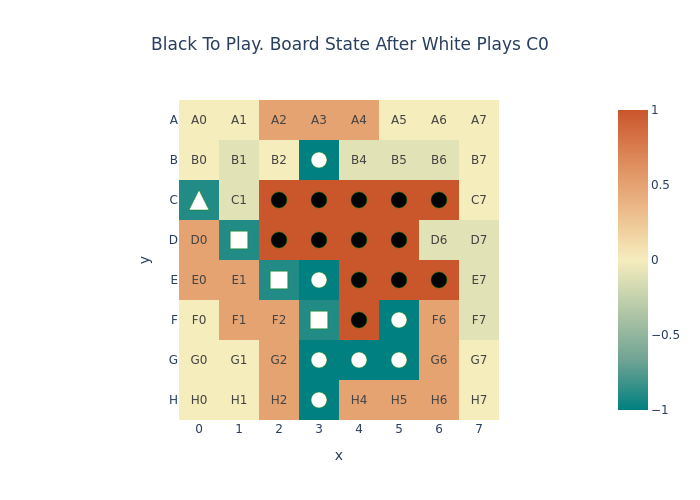 Black To Play. Board State After White Plays C0
A A0 A1 A2 A3 A4 A5 A6 A7
B B0 B1 B2 B4 B5 B6 B7
C C1 C7
D D0 D6 D7
E E0 E1 E7
F F0 F1 F2 F6 F7
G G0 G1 G2 G6 G7
H H0 H1 H2 H4 H5 H6 H7
0 1 2 3 4 5 6 7
x
y
1
0.5
0
−0.5
−1